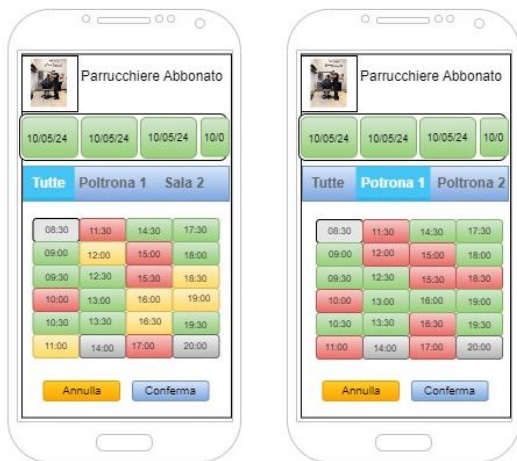 Parrucchiere Abbonato
10/05/24 10/05/24 10/05/24 10/0
Tutte Poltrona 1 Sala 2
08:30 11:30 14:30 17:30
09:00 12:00 15:00 18:00
09:30 12:30 15:30 18:30
10:00 13:00 16:00 19:00
10:30 13:30 16:30 19:30
11:00 14:00 17:00 20:00
Annulla Conferma
Parrucchiere Abbonato
10/05/24 10/05/24 10/05/24 10/0
Tutte Potrona 1 Poltrona 2
08:30 11:30 14:30 17:30
09:00 12:00 15:00 18:00
09:30 12:30 15:30 18:30
10:00 13:00 16:00 19:00
10:30 13:30 16:30 19:30
11:00 14:00 17:00 20:00
Annulla Conferma